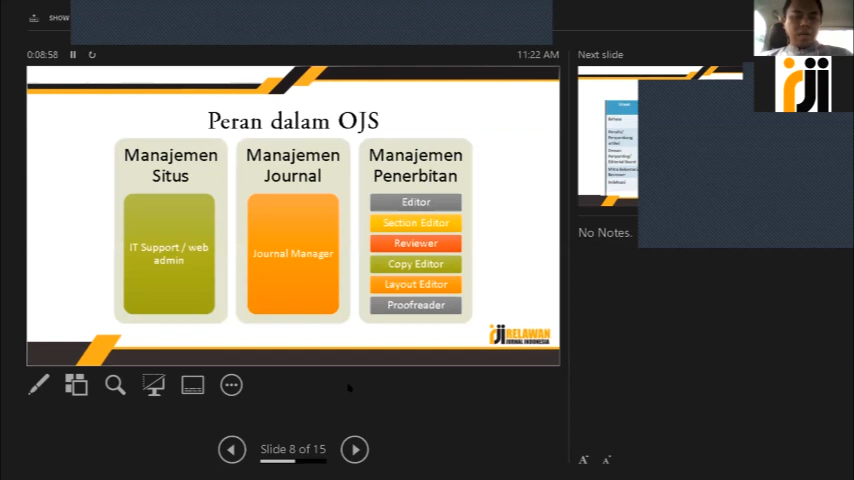 SHOW
0:08:58
11:22 AM
Next slide
Peran dalam OJS
Manajemen
Situs
IT Support / web
admin
Manajemen
Journal
Journal Manager
Manajemen
Penerbitan
Editor
Section Editor
Reviewer
Copy Editor
Layout Editor
Proofreader
RELAWAN
JURNAL INDONESIA
No Notes.
Slide 8 of 15
A A